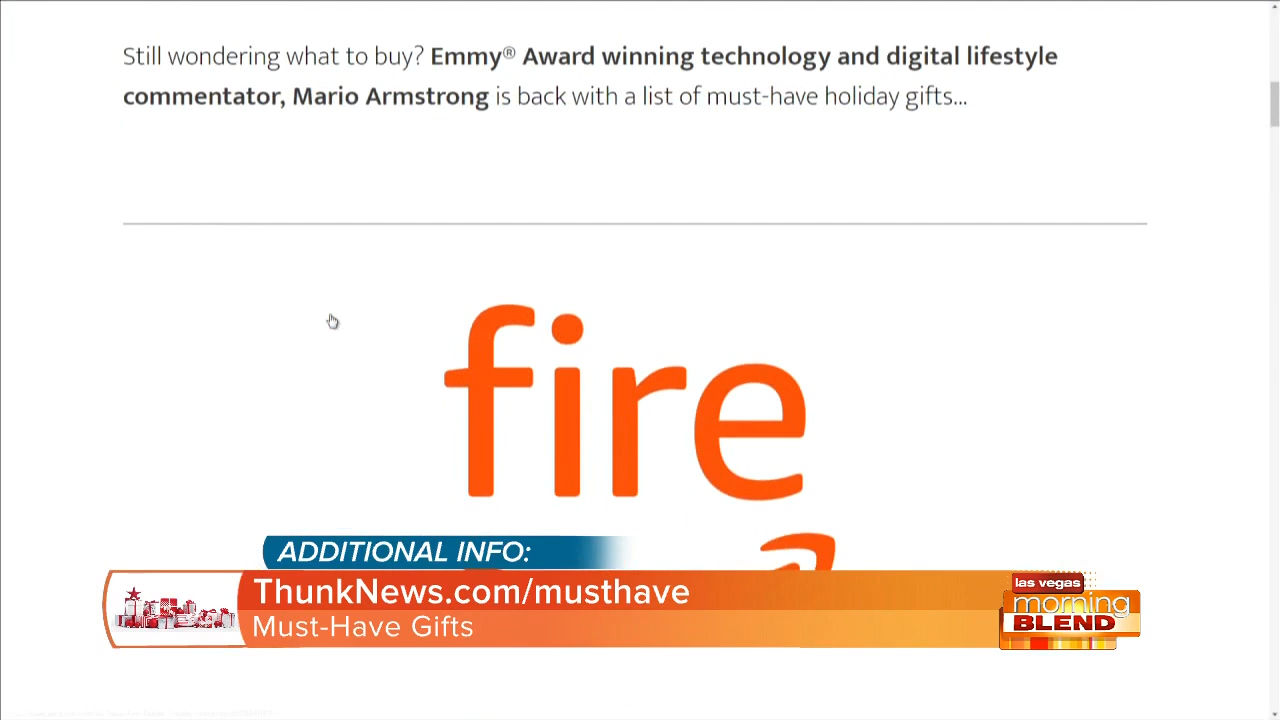 Still wondering what to buy? Emmy® Award winning technology and digital lifestyle
commentator, Mario Armstrong is back with a list of must-have holiday gifts...
fire
ADDITIONAL INFO:
ThunkNews.com/musthave
Must-Have Gifts
las vegas
morning
BLEND